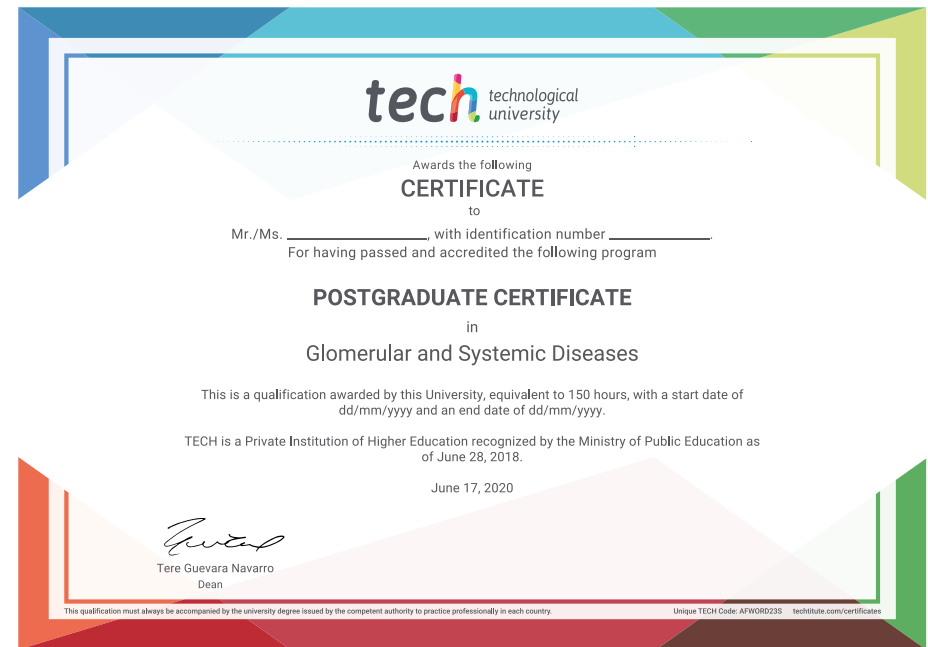 tech technological
university
Awards the following
CERTIFICATE
to
Mr./Ms. ____________________, with identification number ______________.
For having passed and accredited the following program
POSTGRADUATE CERTIFICATE
in
Glomerular and Systemic Diseases
This is a qualification awarded by this University, equivalent to 150 hours, with a start date of
dd/mm/yyyy and an end date of dd/mm/yyyy.
TECH is a Private Institution of Higher Education recognized by the Ministry of Public Education as
of June 28, 2018.
June 17, 2020
Tere Guevara Navarro
Dean
This qualification must always be accompanied by the university degree issued by the competent authority to practice professionally in each country. Unique TECH Code: AFWORD23S techtitute.com/certificates